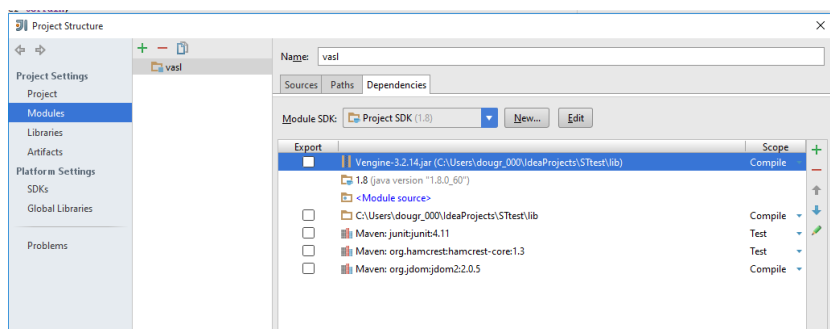 Project Structure
Name: vasl
vasl
Project Settings
Project
Modules
Libraries
Artifacts
Platform Settings
SDKs
Global Libraries
Problems
Sources Paths Dependencies
Module SDK: Project SDK (1.8) New... Edit
Export Scope
Vengine-3.2.14.jar (C:\Users\dougr_000\IdeaProjects\STtest\lib) Compile
1.8 (java version "1.8.0_60")
<Module source>
C:\Users\dougr_000\IdeaProjects\STtest\lib Compile
Maven: junit:junit:4.11 Test
Maven: org.hamcrest:hamcrest-core:1.3 Test
Maven: org.jdom:jdom2:2.0.5 Compile